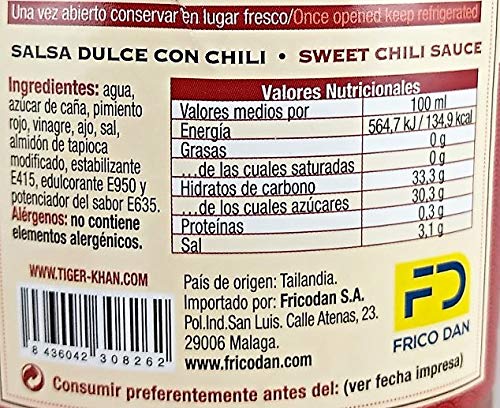 Una vez abierto conservar en lugar fresco/Once opened keep refrigerated
SALSA DULCE CON CHILI • SWEET CHILI SAUCE
Ingredientes: agua,
azúcar de caña, pimiento
rojo, vinagre, ajo, sal,
almidón de tapioca
modificado, estabilizante
E415, edulcorante E950 y
potenciador del sabor E635.
Alérgenos: no contiene
elementos alergénicos.
Valores Nutricionales
Valores medios por 100 ml
Energía 564,7 kJ / 134,9 kcal
Grasas 0 g
...de las cuales saturadas 0 g
Hidratos de carbono 33,3 g
...de los cuales azúcares 30,3 g
Proteínas 0,3 g
Sal 3,1 g
WWW.TIGER-KHAN.COM
8 436042 308262
País de origen: Tailandia.
Importado por: Fricodan S.A.
Pol.Ind.San Luis. Calle Atenas, 23.
29006 Malaga.
www.fricodan.com
FD
FRICO DAN
Consumir preferentemente antes del: (ver fecha impresa)